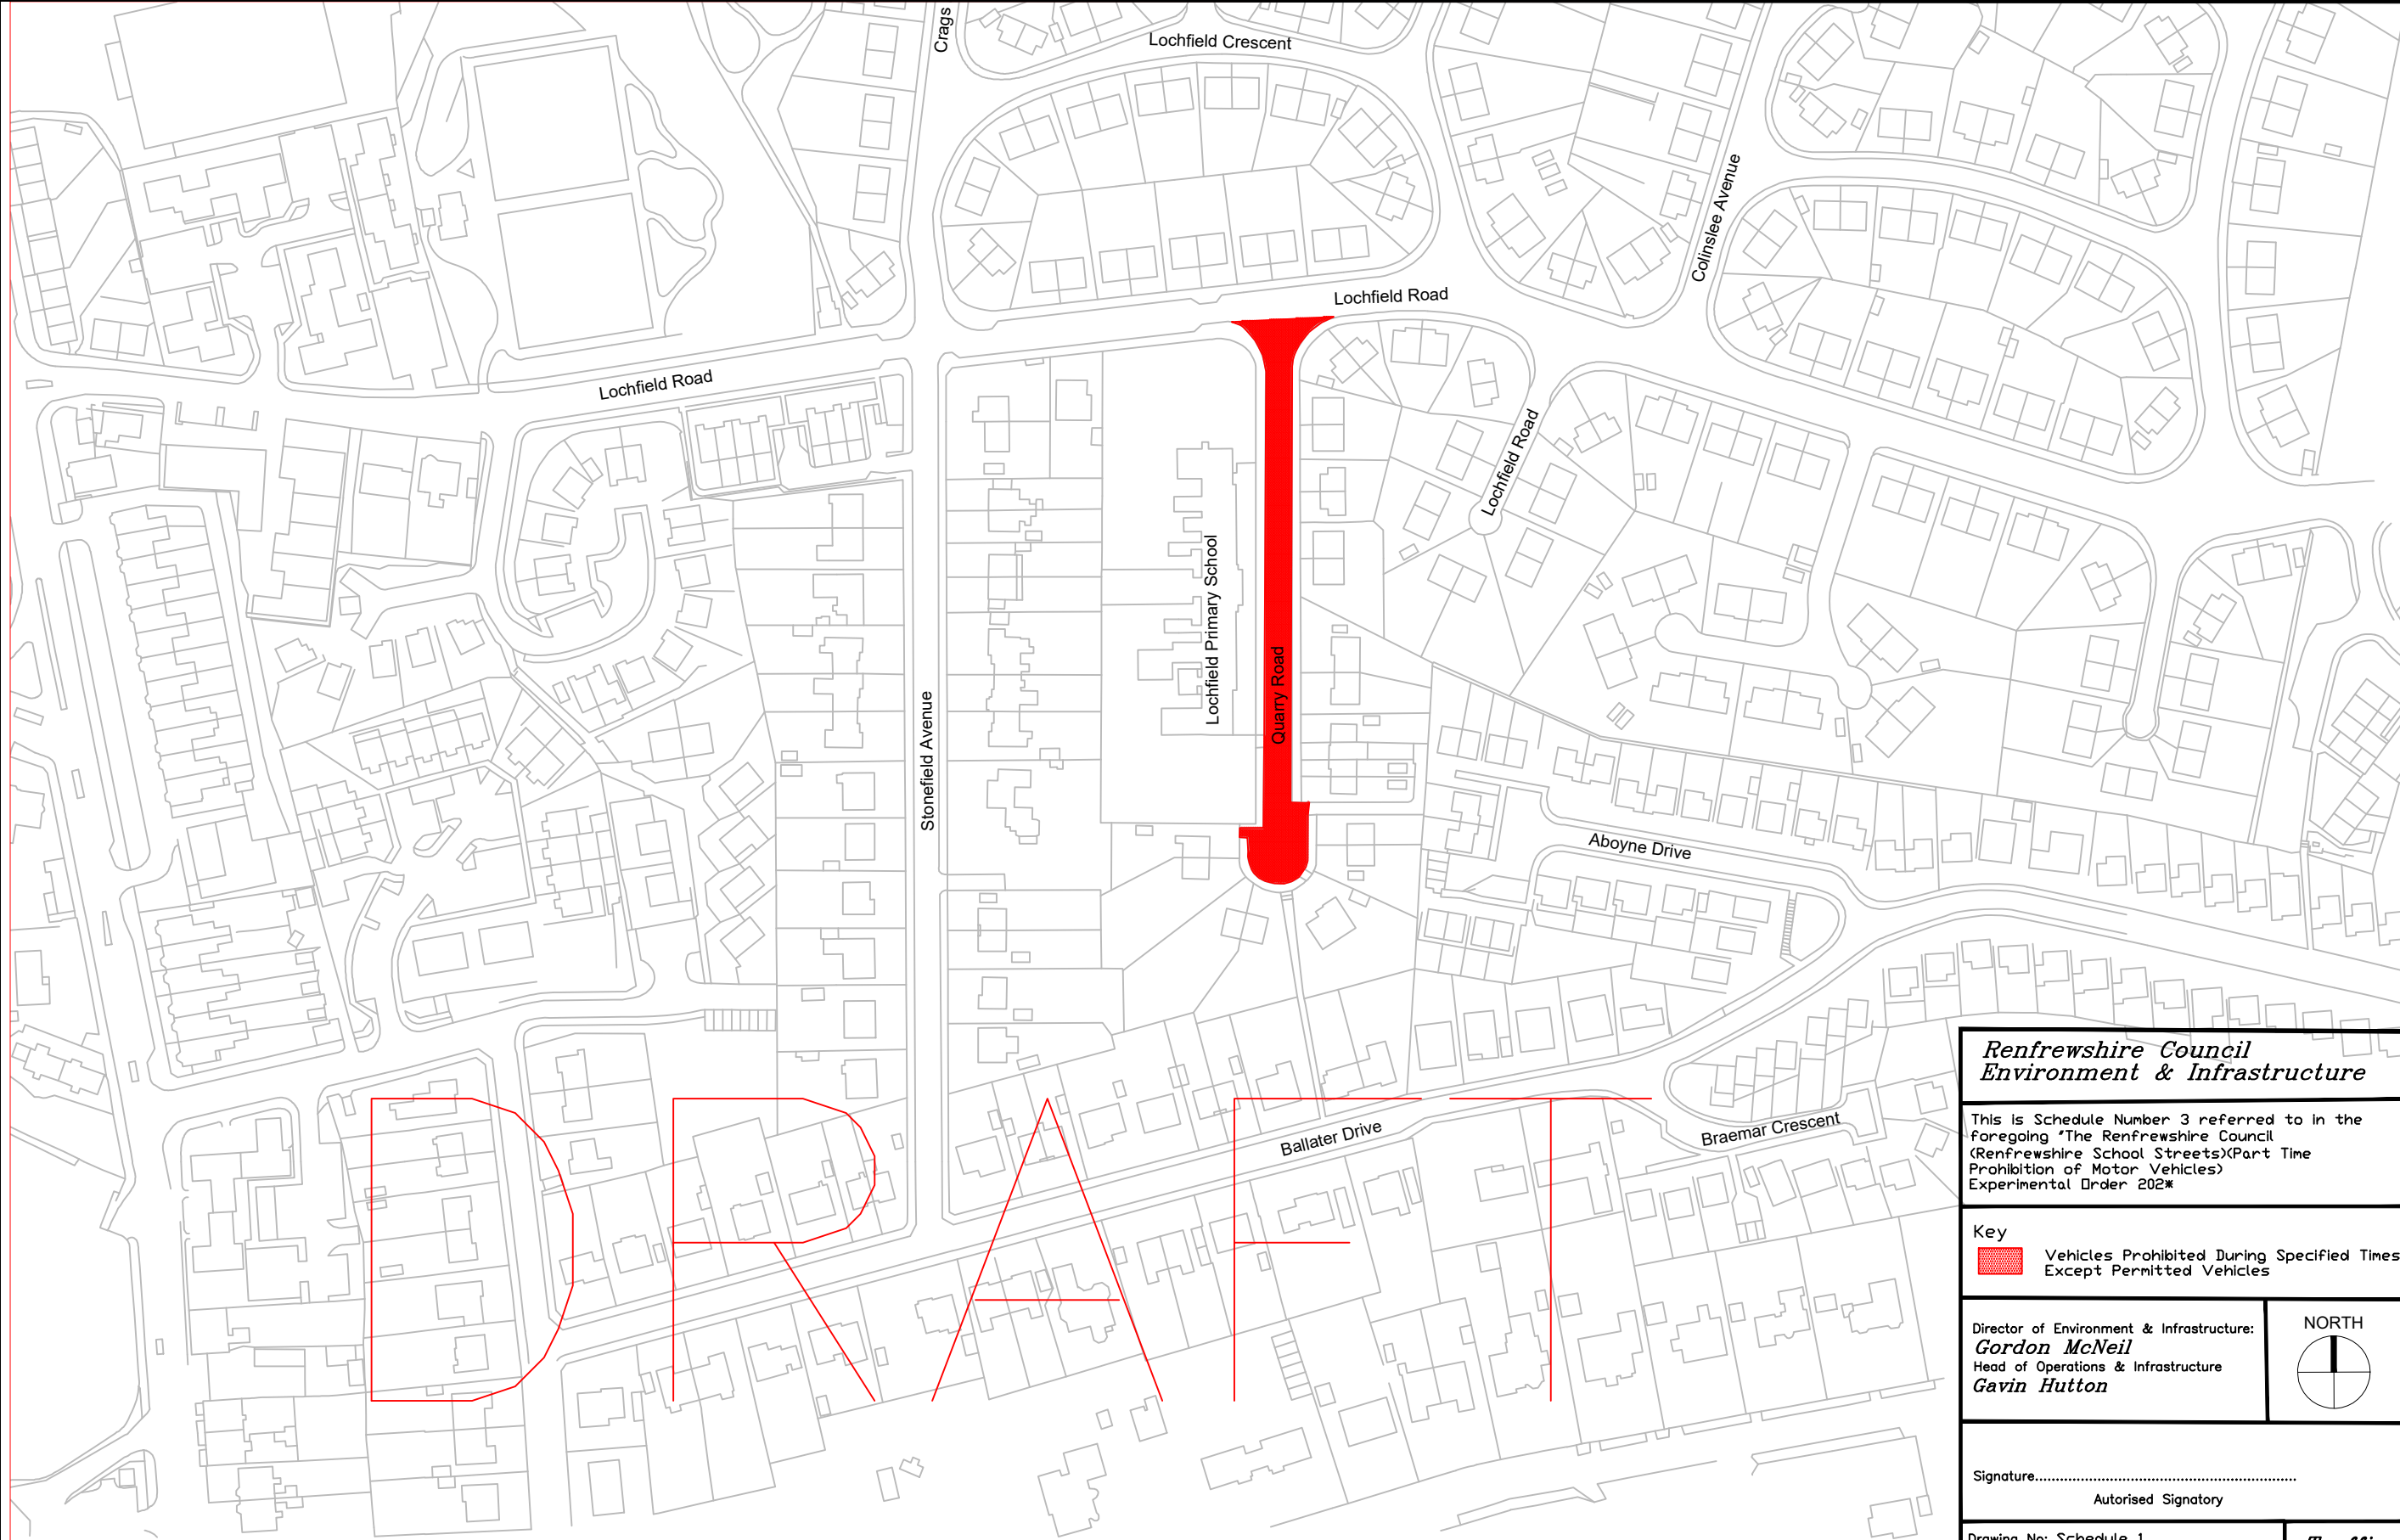 Crags
Lochfield Crescent
Colinslee Avenue
Lochfield Road
Lochfield Road
Lochfield Road
Lochfield Primary School
Quarry Road
Stonefield Avenue
Aboyne Drive
Ballater Drive
Braemar Crescent
DRAFT
Renfrewshire Council
Environment & Infrastructure
This is Schedule Number 3 referred to in the
foregoing "The Renfrewshire Council
(Renfrewshire School Streets)(Part Time
Prohibition of Motor Vehicles)
Experimental Order 202*
Key
Vehicles Prohibited During Specified Times
Except Permitted Vehicles
Director of Environment & Infrastructure:
Gordon McNeil
Head of Operations & Infrastructure
Gavin Hutton
NORTH
Signature..............................................................
Autorised Signatory
Drawing No: Schedule 1